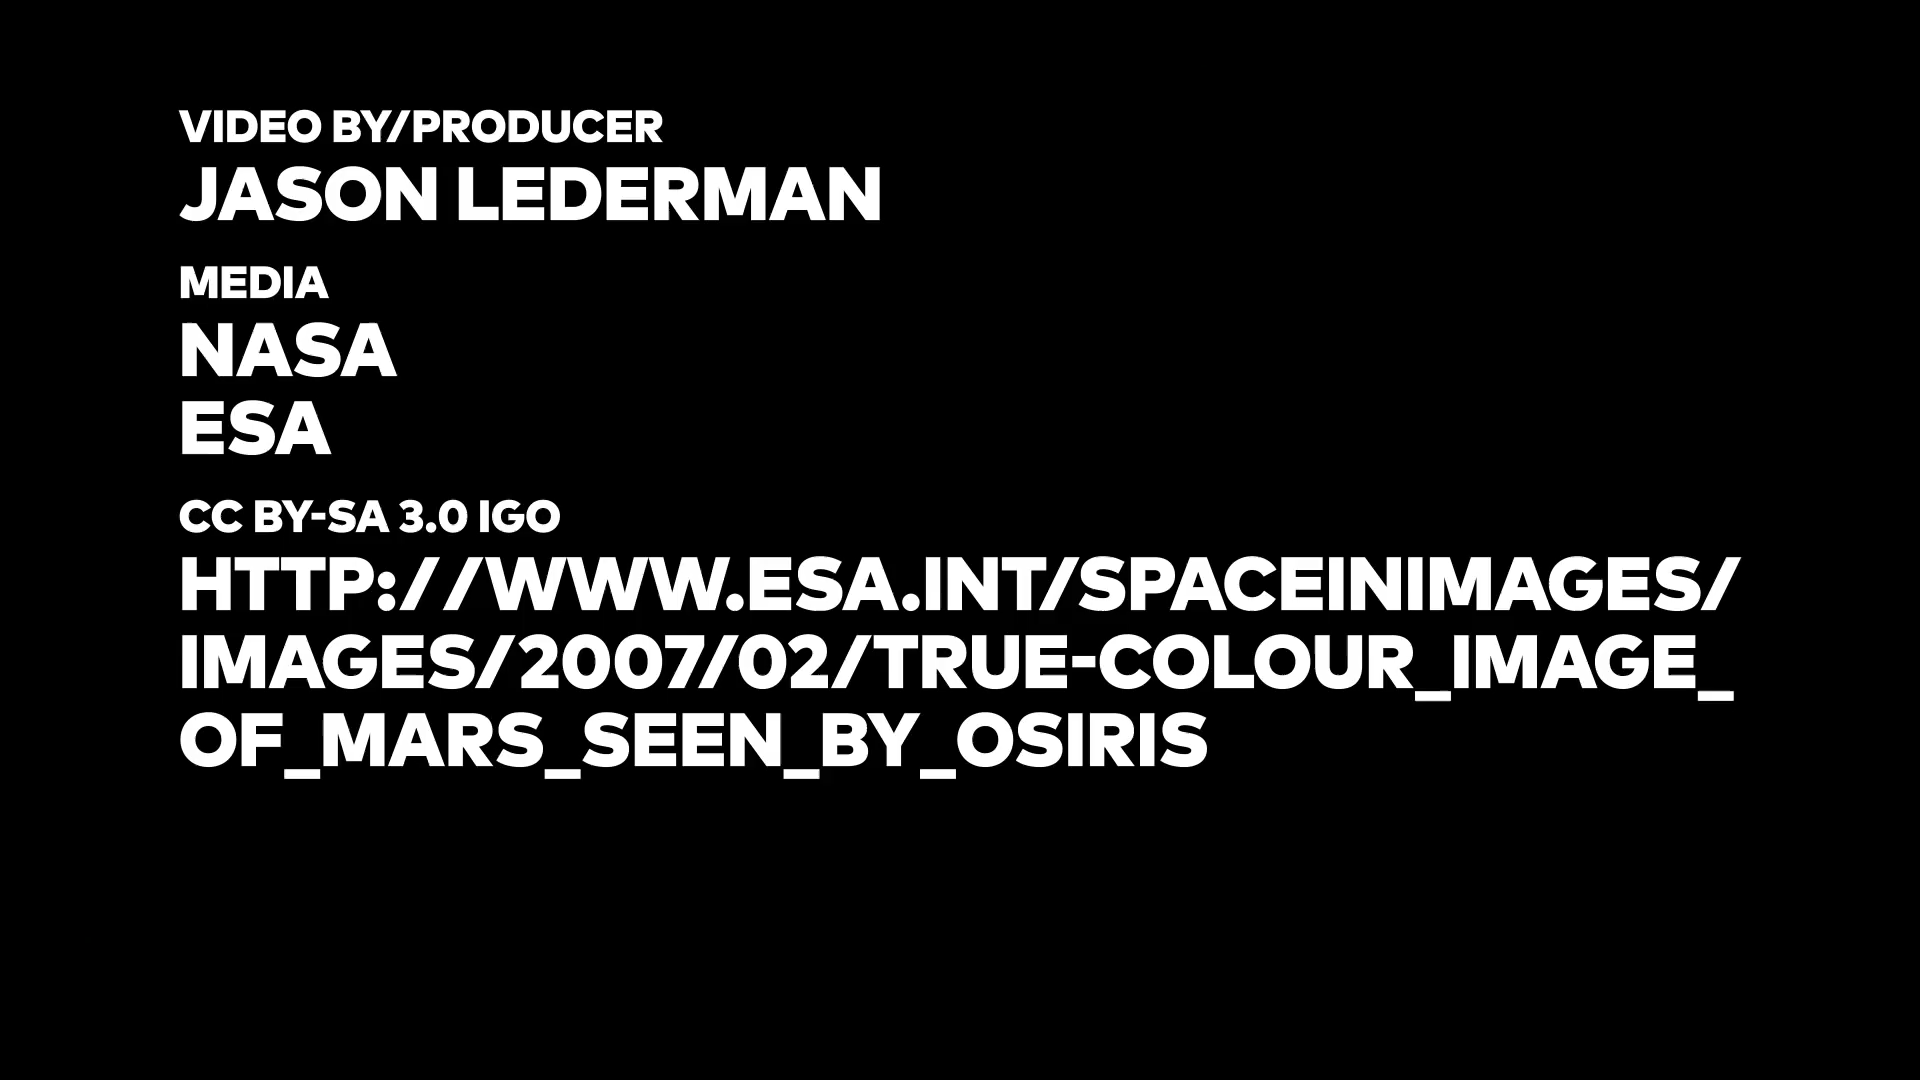 VIDEO BY/PRODUCER
JASON LEDERMAN
MEDIA
NASA
ESA
CC BY-SA 3.0 IGO
HTTP://WWW.ESA.INT/SPACEINIMAGES/
IMAGES/2007/02/TRUE-COLOUR_IMAGE_
OF_MARS_SEEN_BY_OSIRIS